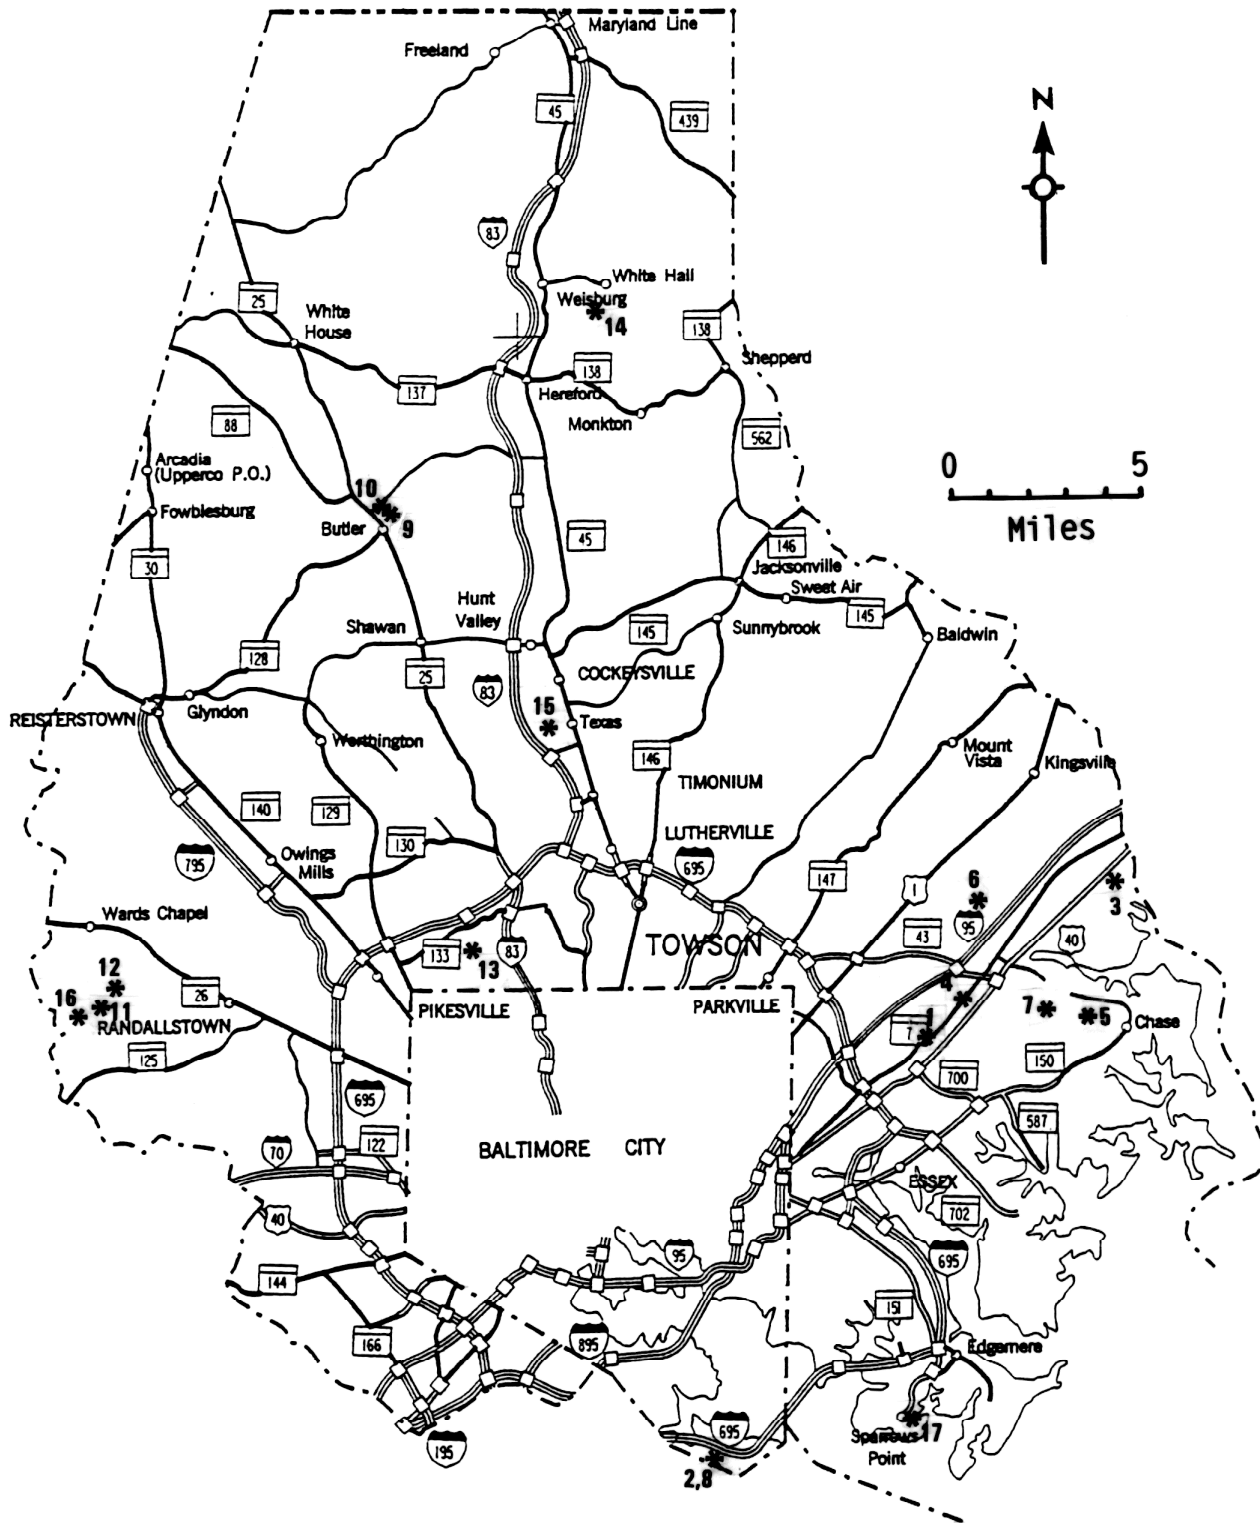 Maryland Line
Freeland
45
439
N
83
White Hall
Weisburg
25
14
White
House
138
Shepperd
138
137
Hereford
88
Monkton
562
0 5
Miles
Arcadia
(Upperco P.O.)
10
Fowblesburg
Butler
9
45
146
30
Jacksonville
Sweet Air
Hunt
Valley
145
Shawan
145
Sunnybrook
Baldwin
128
25
COCKEYSVILLE
83
REISTERSTOWN
Glyndon
15
Texas
Worthington
146
Mount
Vista
Kingsville
TIMONIUM
140
129
LUTHERVILLE
130
795
Owings
Mills
695
147
1
6
3
Wards Chapel
95
43
40
TOWSON
133
13
83
12
16
11
26
4
7
5
RANDALLSTOWN
PIKESVILLE
PARKVILLE
1
7
Chase
125
150
700
695
587
70
122
BALTIMORE CITY
ESSEX
702
40
95
695
144
151
166
895
Edgemere
695
17
Sparrows
Point
195
2,8